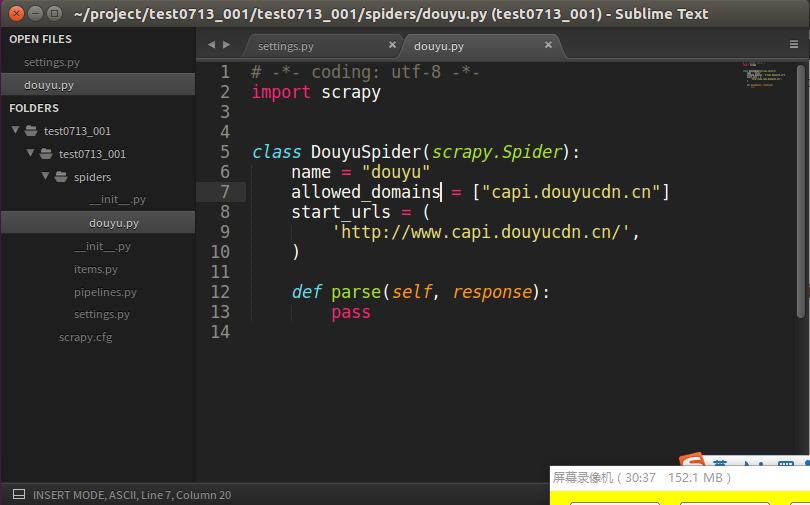 ~/project/test0713_001/test0713_001/spiders/douyu.py (test0713_001) - Sublime Text
OPEN FILES
settings.py
douyu.py
FOLDERS
test0713_001
test0713_001
spiders
__init__.py
douyu.py
__init__.py
items.py
pipelines.py
settings.py
scrapy.cfg
settings.py × douyu.py ×
1 # -*- coding: utf-8 -*-
2 import scrapy
3
4
5 class DouyuSpider(scrapy.Spider):
6     name = "douyu"
7     allowed_domains = ["capi.douyucdn.cn"]
8     start_urls = (
9         'http://www.capi.douyucdn.cn/',
10     )
11
12     def parse(self, response):
13         pass
14
英
屏幕录像机（30:37 152.1 MB）
INSERT MODE, ASCII, Line 7, Column 20